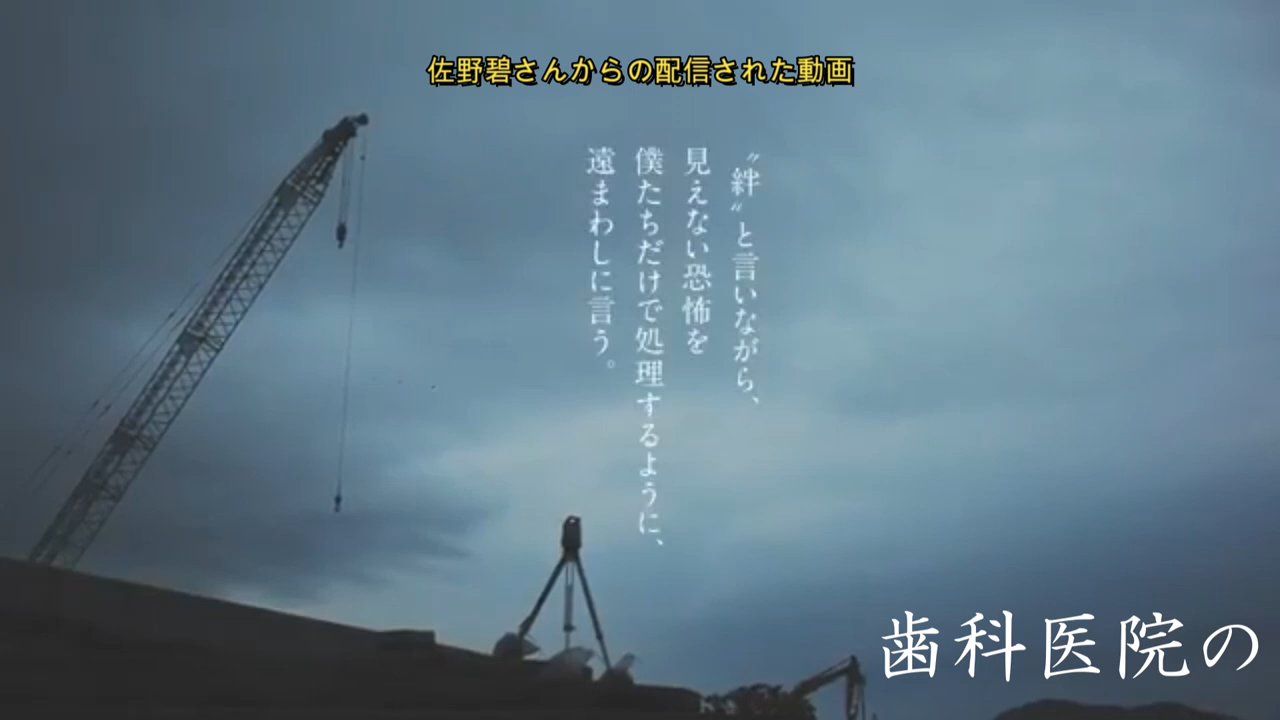 佐野碧さんからの配信された動画
〝絆〟と言いながら、
見えない恐怖を
僕たちだけで処理するように、
遠まわしに言う。
歯科医院の